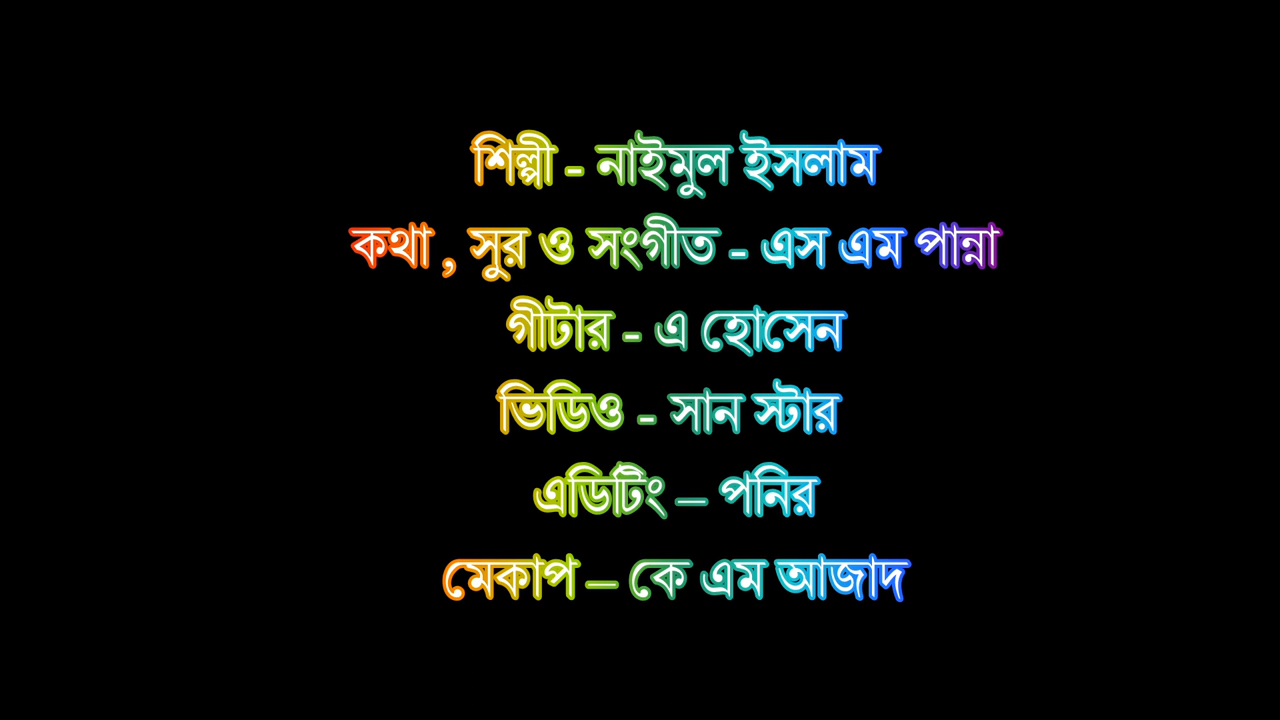 শিল্পী - নাইমুল ইসলাম
কথা , সুর ও সংগীত - এস এম পান্না
গীটার - এ হোসেন
ভিডিও - সান স্টার
এডিটিং – পনির
মেকাপ – কে এম আজাদ